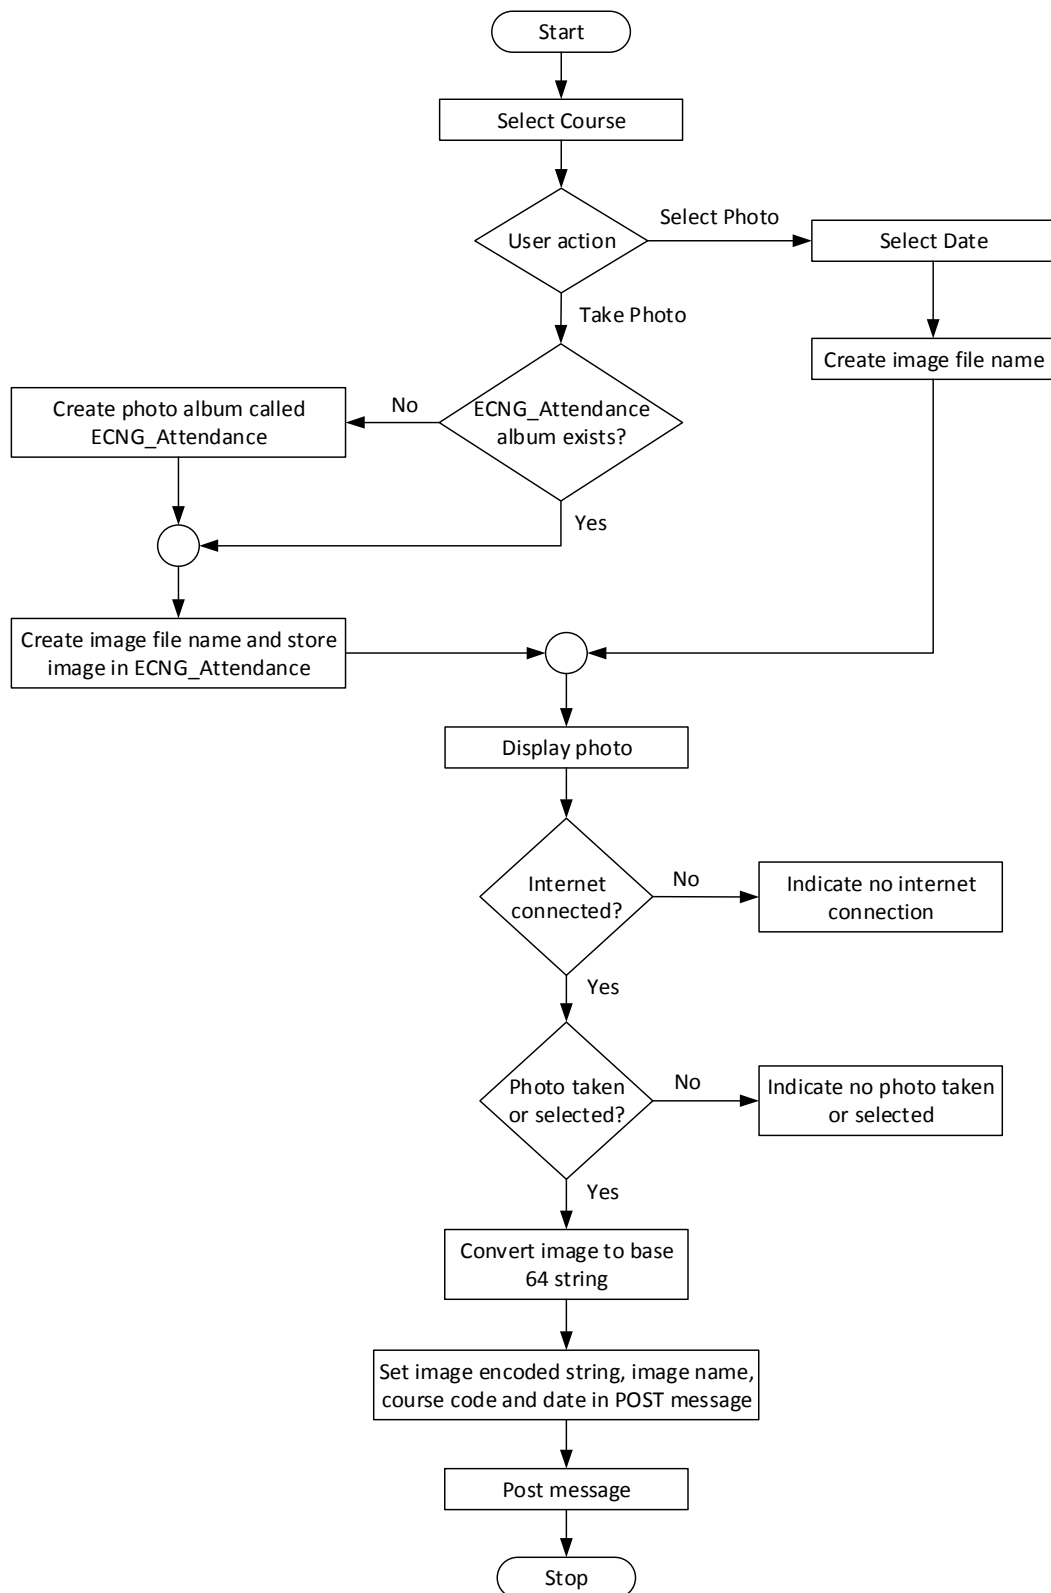 Start
Select Course
User action
Select Photo
Select Date
Take Photo
Create image file name
Create photo album called
ECNG_Attendance
No
ECNG_Attendance
album exists?
Yes
Create image file name and store
image in ECNG_Attendance
Display photo
Internet
connected?
No
Indicate no internet
connection
Yes
Photo taken
or selected?
No
Indicate no photo taken
or selected
Yes
Convert image to base
64 string
Set image encoded string, image name,
course code and date in POST message
Post message
Stop